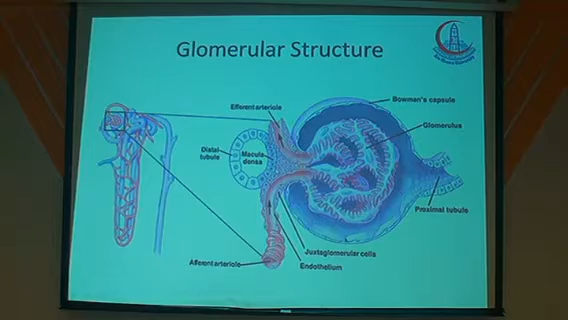 Glomerular Structure
Efferent arteriole
Bowman's capsule
Glomerulus
Distal
tubule
Macula
densa
Proximal tubule
Juxtaglomerular cells
Afferent arteriole
Endothelium